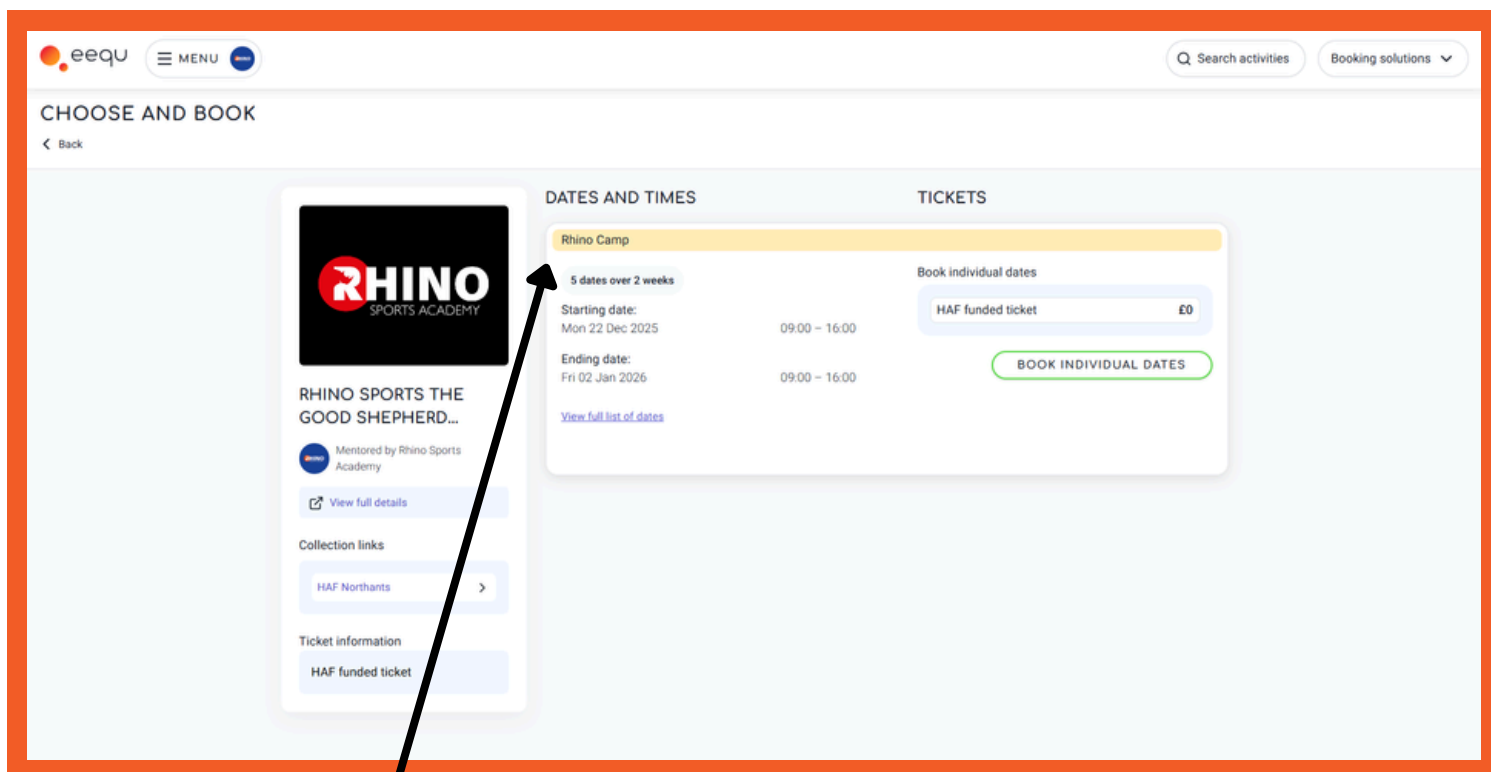 eequ
MENU
Search activities
Booking solutions
CHOOSE AND BOOK
Back
RHINO
SPORTS ACADEMY
RHINO SPORTS THE
GOOD SHEPHERD...
Mentored by Rhino Sports
Academy
View full details
Collection links
HAF Northants
Ticket information
HAF funded ticket
DATES AND TIMES
TICKETS
Rhino Camp
5 dates over 2 weeks
Starting date:
Mon 22 Dec 2025
09:00 – 16:00
Ending date:
Fri 02 Jan 2026
09:00 – 16:00
View full list of dates
Book individual dates
HAF funded ticket £0
BOOK INDIVIDUAL DATES